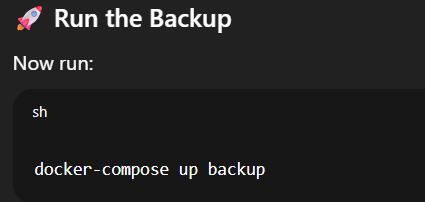 🚀 Run the Backup
Now run:
sh
docker-compose up backup